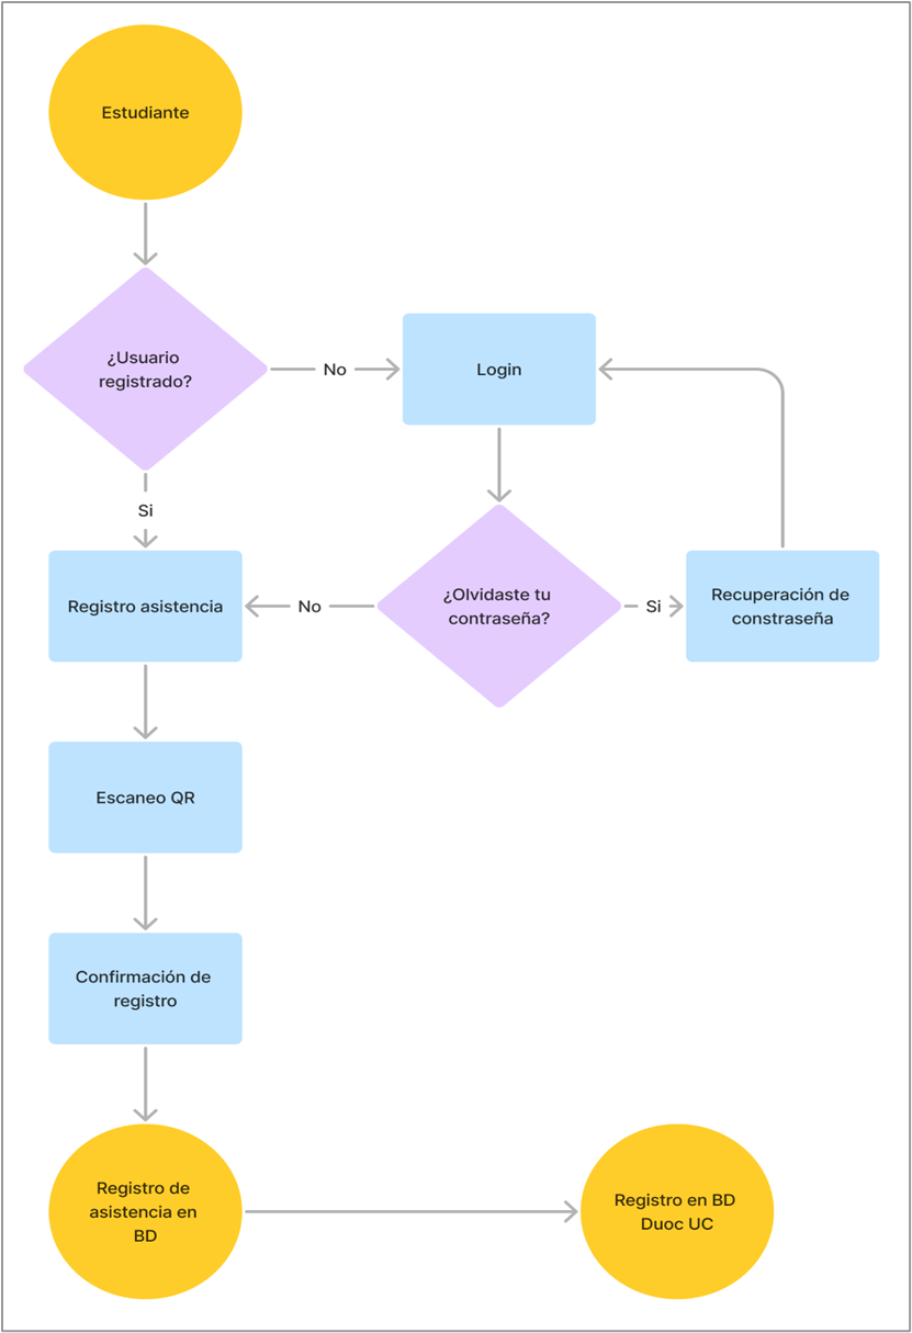 Estudiante
¿Usuario
registrado?
No
Login
Si
Registro asistencia
No
¿Olvidaste tu
contraseña?
Si
Recuperación de
constraseña
Escaneo QR
Confirmación de
registro
Registro de
asistencia en
BD
Registro en BD
Duoc UC